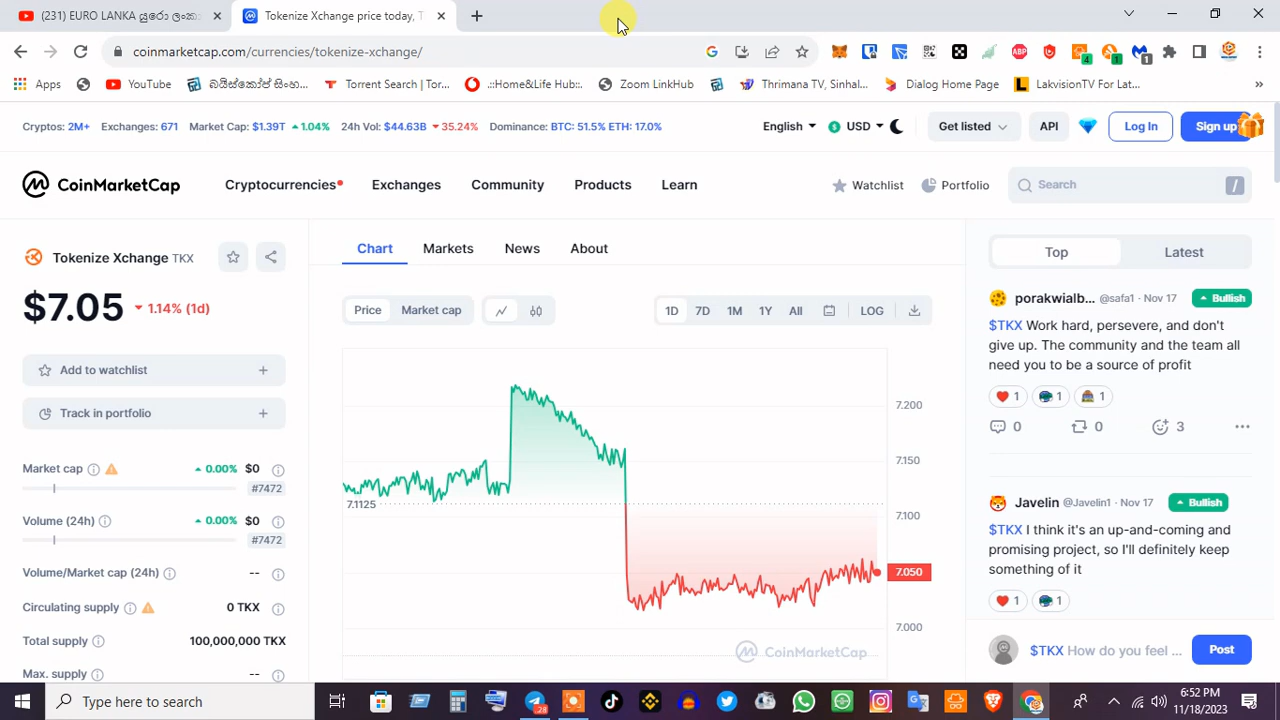 (231) EURO LANKA යූරෝ ලංකා
Tokenize Xchange price today, T
coinmarketcap.com/currencies/tokenize-xchange/
Apps
YouTube
බයිස්කෝප් සිංහල...
Torrent Search | Tor...
.::Home&Life Hub::.
Zoom LinkHub
Thrimana TV, Sinhal...
Dialog Home Page
LakvisionTV For Lat...
»
Cryptos: 2M+ Exchanges: 671 Market Cap: $1.39T 1.04% 24h Vol: $44.63B 35.24% Dominance: BTC: 51.5% ETH: 17.0%
English USD Get listed API Log In Sign up
CoinMarketCap
Cryptocurrencies Exchanges Community Products Learn
Watchlist Portfolio Search /
Tokenize Xchange TKX
$7.05 1.14% (1d)
Add to watchlist +
Track in portfolio +
Market cap 0.00% $0
#7472
Volume (24h) 0.00% $0
#7472
Volume/Market cap (24h) --
Circulating supply 0 TKX
Total supply 100,000,000 TKX
Max. supply --
Chart Markets News About
Price Market cap 1D 7D 1M 1Y All LOG
7.200
7.150
7.1125
7.100
7.050
7.000
CoinMarketCap
Top Latest
porakwialb... @safa1 · Nov 17 Bullish
$TKX Work hard, persevere, and don't
give up. The community and the team all
need you to be a source of profit
1 1 1
0 0 3 ...
Javelin @Javelin1 · Nov 17 Bullish
$TKX I think it's an up-and-coming and
promising project, so I'll definitely keep
something of it
1 1
$TKX How do you feel ... Post
Type here to search
28
6:52 PM
11/18/2023